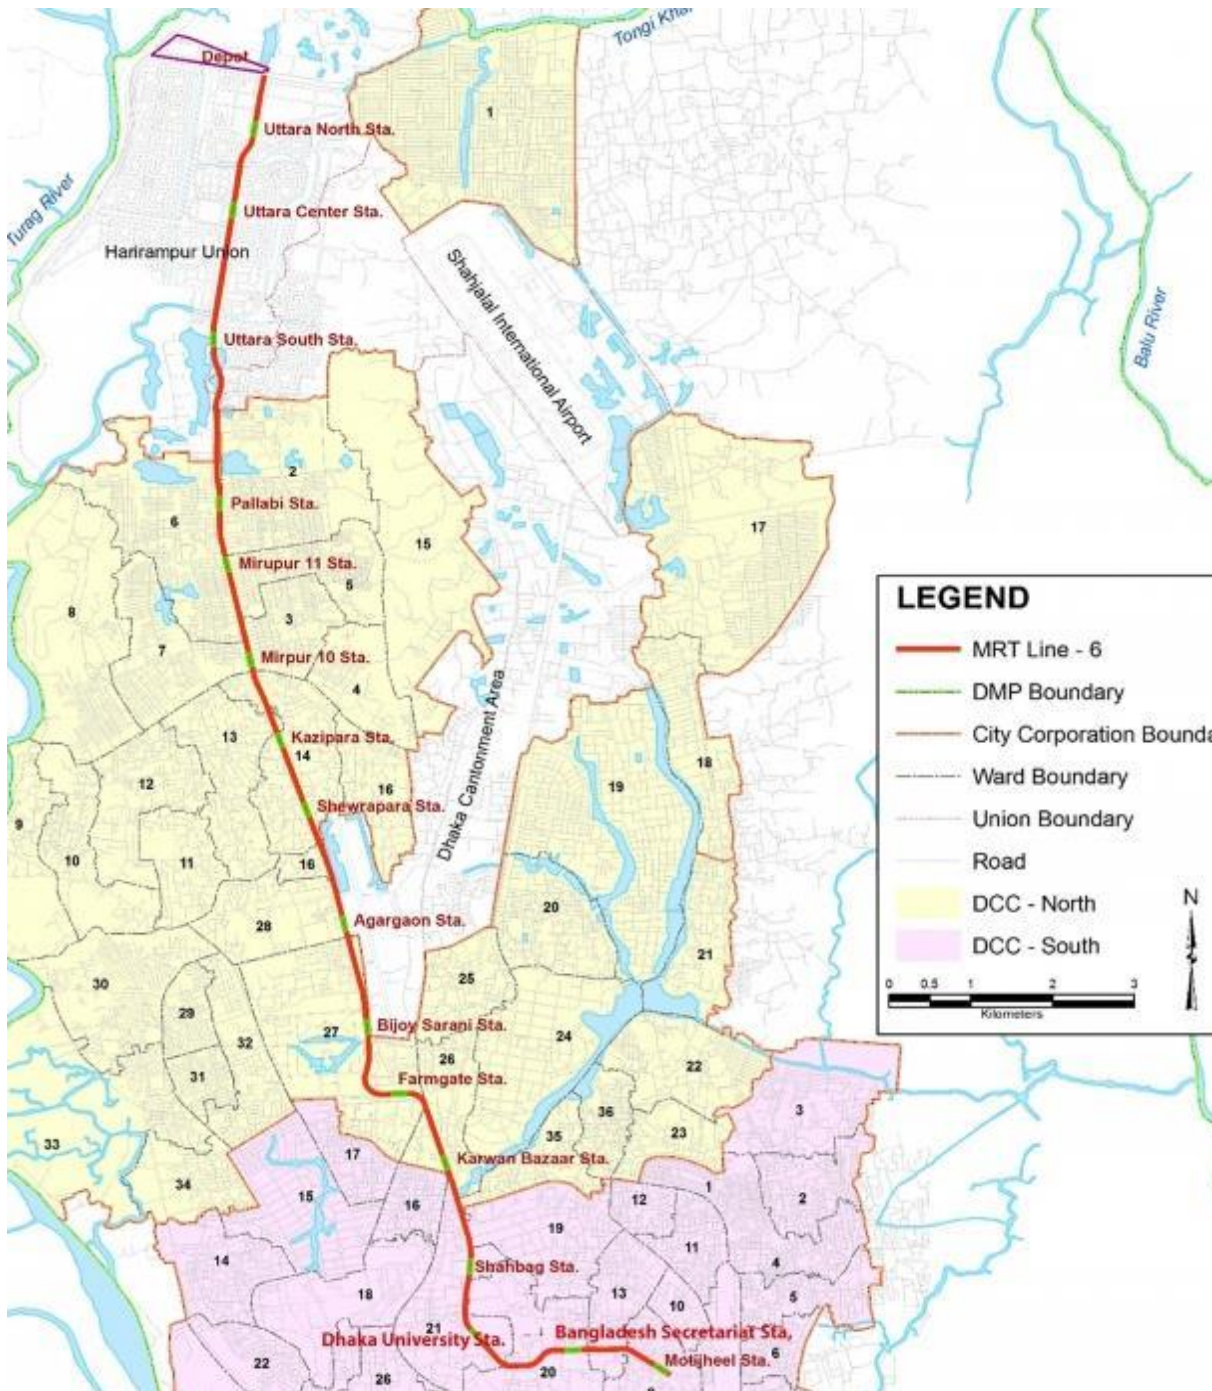 Tongi Khal
Depot
1
Uttara North Sta.
Turag River
Uttara Center Sta.
Harirampur Union
Shahjalal International Airport
Balu River
Uttara South Sta.
2
Pallabi Sta.
6
15
17
Mirupur 11 Sta.
5
8
3
7
Mirpur 10 Sta.
4
Dhaka Cantonment Area
13
Kazipara Sta.
14
12
18
19
16
Shewrapara Sta.
9
10
11
16
20
28
Agargaon Sta.
21
30
25
29
27
Bijoy Sarani Sta.
24
32
26
31
Farmgate Sta.
22
36
3
33
35
23
17
Karwan Bazaar Sta.
34
15
1
2
12
16
19
14
11
Shahbag Sta.
4
18
13
10
5
21
Dhaka University Sta.
Bangladesh Secretariat Sta,
22
Motijheel Sta.
6
20
26
LEGEND
MRT Line - 6
DMP Boundary
City Corporation Bounda
Ward Boundary
Union Boundary
Road
DCC - North
DCC - South
N
0 0.5 1 2 3
Kilometers